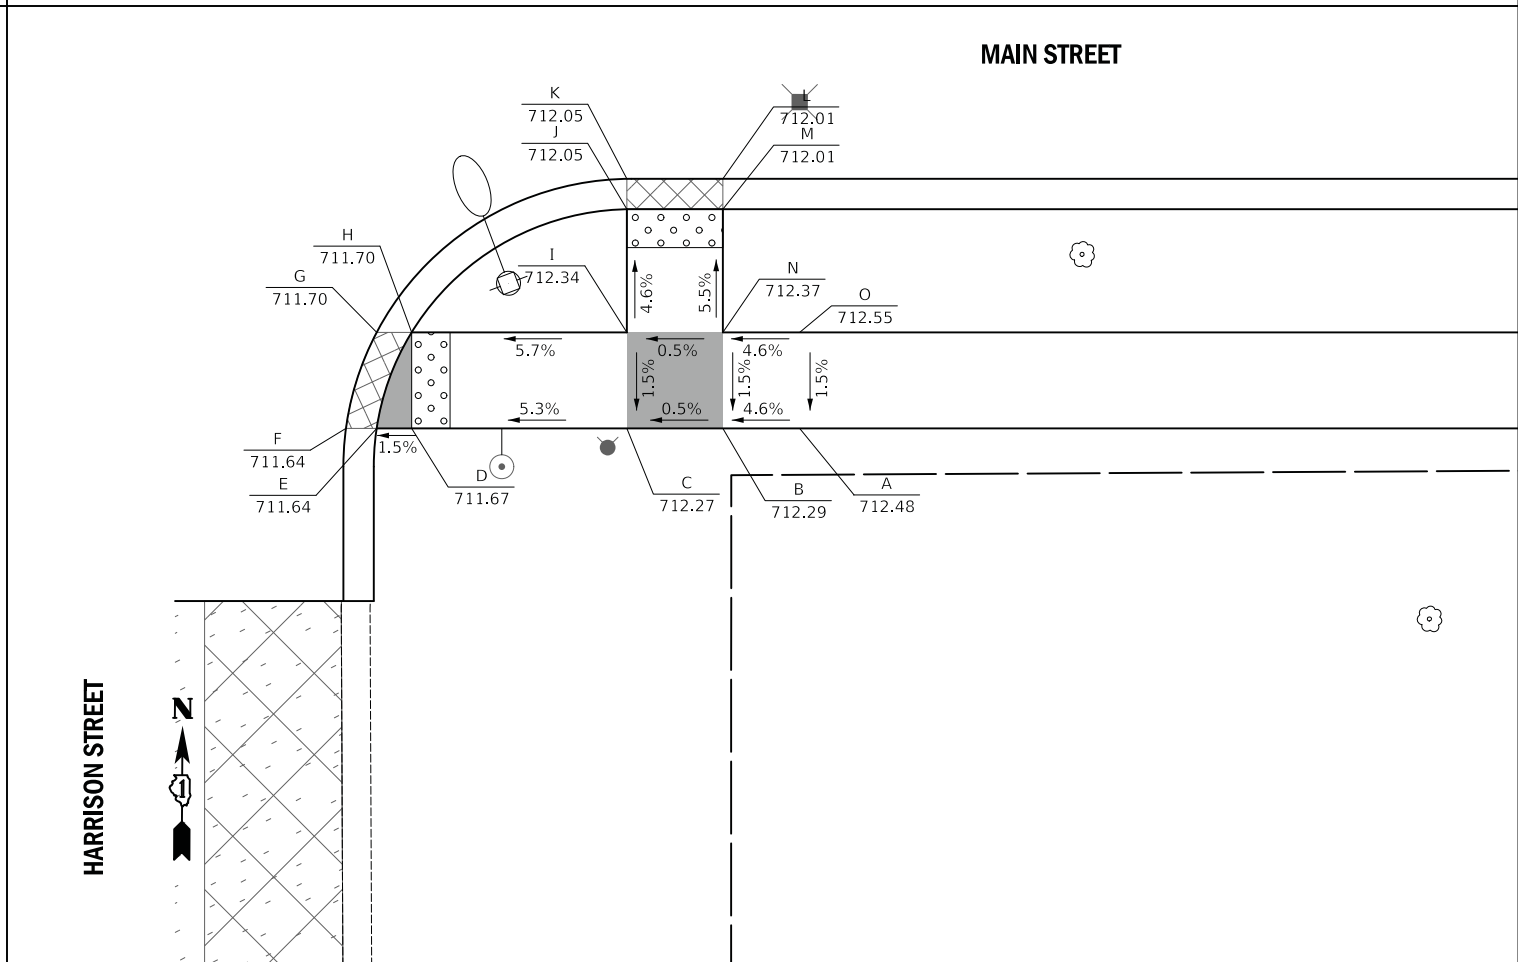 MAIN STREET
K
712.05
L
712.01
J
712.05
M
712.01
H
711.70
I
712.34
G
711.70
N
712.37
O
712.55
4.6%
5.5%
5.7%
0.5%
4.6%
1.5%
1.5%
1.5%
5.3%
0.5%
4.6%
1.5%
F
711.64
E
711.64
D
711.67
C
712.27
B
712.29
A
712.48
HARRISON STREET
N
1